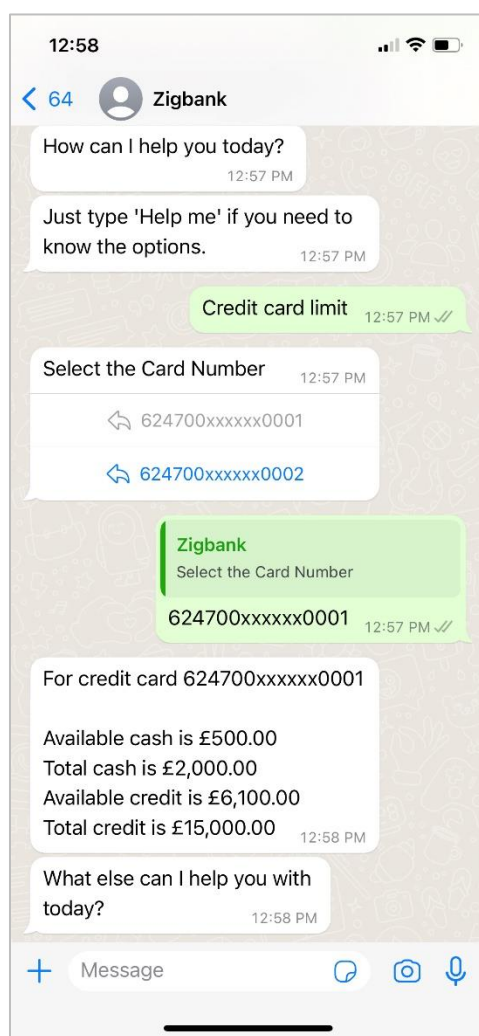 12:58
64 Zigbank
How can I help you today?
12:57 PM
Just type 'Help me' if you need to
know the options. 12:57 PM
Credit card limit 12:57 PM
Select the Card Number 12:57 PM
624700xxxxxx0001
624700xxxxxx0002
Zigbank
Select the Card Number
624700xxxxxx0001 12:57 PM
For credit card 624700xxxxxx0001
Available cash is £500.00
Total cash is £2,000.00
Available credit is £6,100.00
Total credit is £15,000.00 12:58 PM
What else can I help you with
today? 12:58 PM
Message